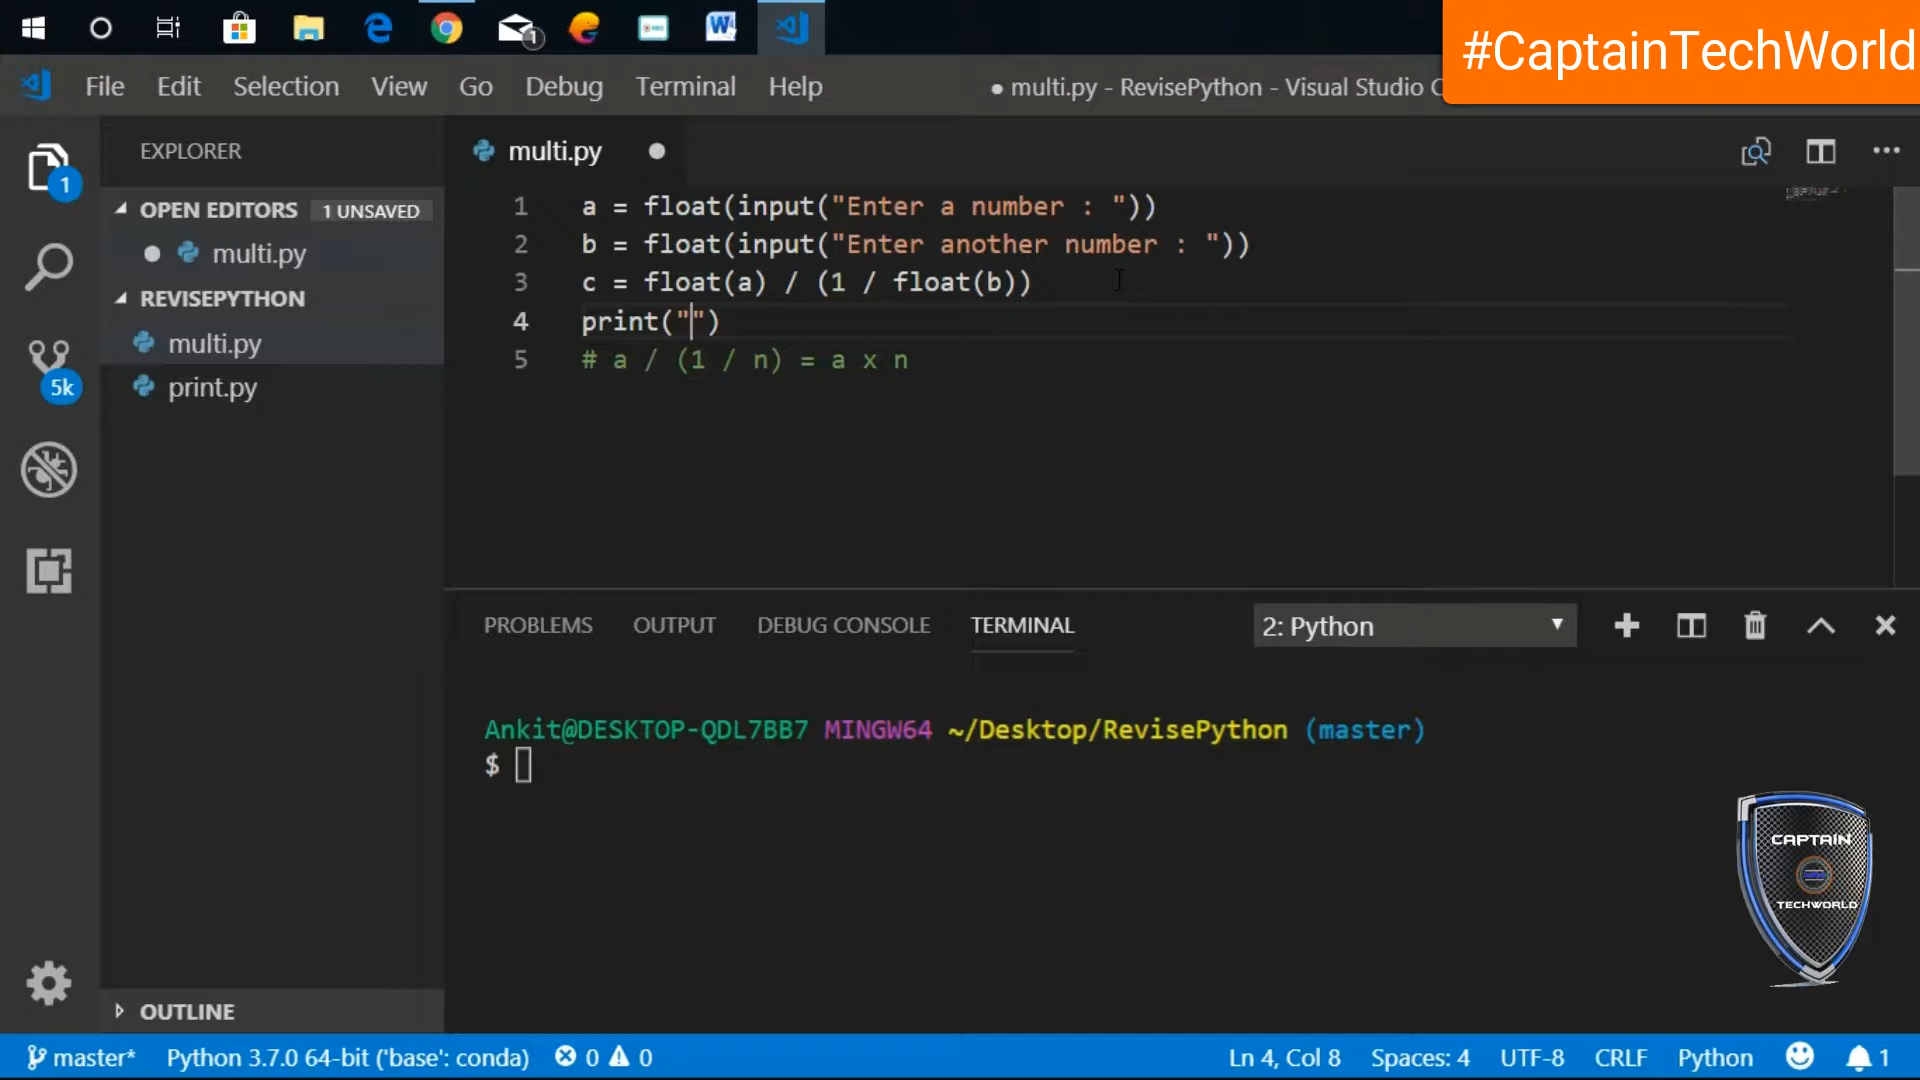 #CaptainTechWorld
1
File Edit Selection View Go Debug Terminal Help
● multi.py - RevisePython - Visual Studio C
EXPLORER
1
OPEN EDITORS 1 UNSAVED
multi.py
REVISEPYTHON
multi.py
print.py
5k
OUTLINE
multi.py
1 a = float(input("Enter a number : "))
2 b = float(input("Enter another number : "))
3 c = float(a) / (1 / float(b))
4 print("")
5 # a / (1 / n) = a x n
PROBLEMS OUTPUT DEBUG CONSOLE TERMINAL 2: Python
Ankit@DESKTOP-QDL7BB7 MINGW64 ~/Desktop/RevisePython (master)
$
CAPTAIN
TECHWORLD
master* Python 3.7.0 64-bit ('base': conda) 0 0 Ln 4, Col 8 Spaces: 4 UTF-8 CRLF Python 1